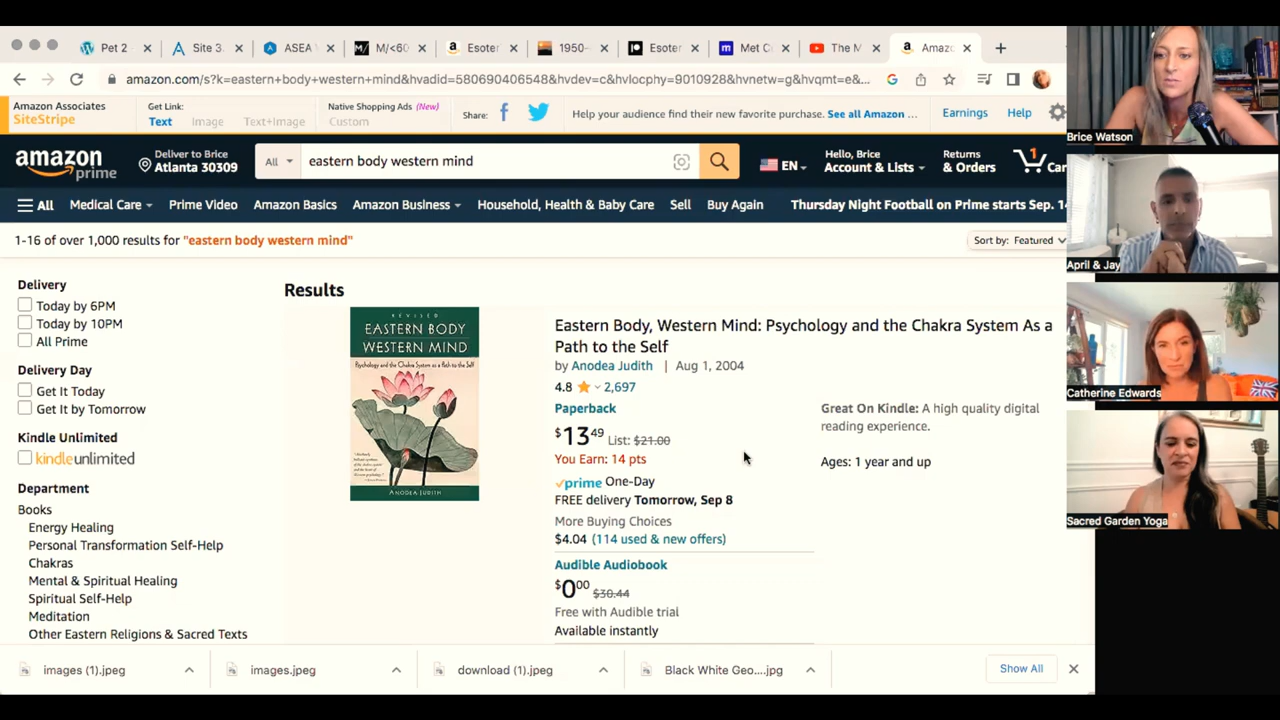 Pet 2
Site 3.
ASEA
M/<60
Esoter
1950-
Esoter
Met C
YouTube The M
Amazo
amazon.com/s?k=eastern+body+western+mind&hvadid=580690406548&hvdev=c&hvlocphy=9010928&hvnetw=g&hvqmt=e&...
Amazon Associates
SiteStripe
Get Link:
Text
Image
Text+Image
Native Shopping Ads (New)
Custom
Share:
Help your audience find their new favorite purchase. See all Amazon ...
Earnings
Help
amazon
prime
Deliver to Brice
Atlanta 30309
All
eastern body western mind
EN
Hello, Brice
Account & Lists
Returns
& Orders
1
Car
All
Medical Care
Prime Video
Amazon Basics
Amazon Business
Household, Health & Baby Care
Sell
Buy Again
Thursday Night Football on Prime starts Sep. 14
1-16 of over 1,000 results for "eastern body western mind"
Sort by: Featured
Delivery
Today by 6PM
Today by 10PM
All Prime
Delivery Day
Get It Today
Get It by Tomorrow
Kindle Unlimited
kindleunlimited
Department
Books
Energy Healing
Personal Transformation Self-Help
Chakras
Mental & Spiritual Healing
Spiritual Self-Help
Meditation
Other Eastern Religions & Sacred Texts
Results
REVISED
EASTERN BODY
WESTERN MIND
Psychology and the Chakra System as a Path to the Self
ANODEA JUDITH
Eastern Body, Western Mind: Psychology and the Chakra System As a
Path to the Self
by Anodea Judith | Aug 1, 2004
4.8 2,697
Paperback
$13.49 List: $21.00
You Earn: 14 pts
prime One-Day
FREE delivery Tomorrow, Sep 8
More Buying Choices
$4.04 (114 used & new offers)
Audible Audiobook
$0.00 $30.44
Free with Audible trial
Available instantly
Great On Kindle: A high quality digital
reading experience.
Ages: 1 year and up
Brice Watson
April & Jay
Catherine Edwards
Sacred Garden Yoga
images (1).jpeg
images.jpeg
download (1).jpeg
Black White Geo....jpg
Show All